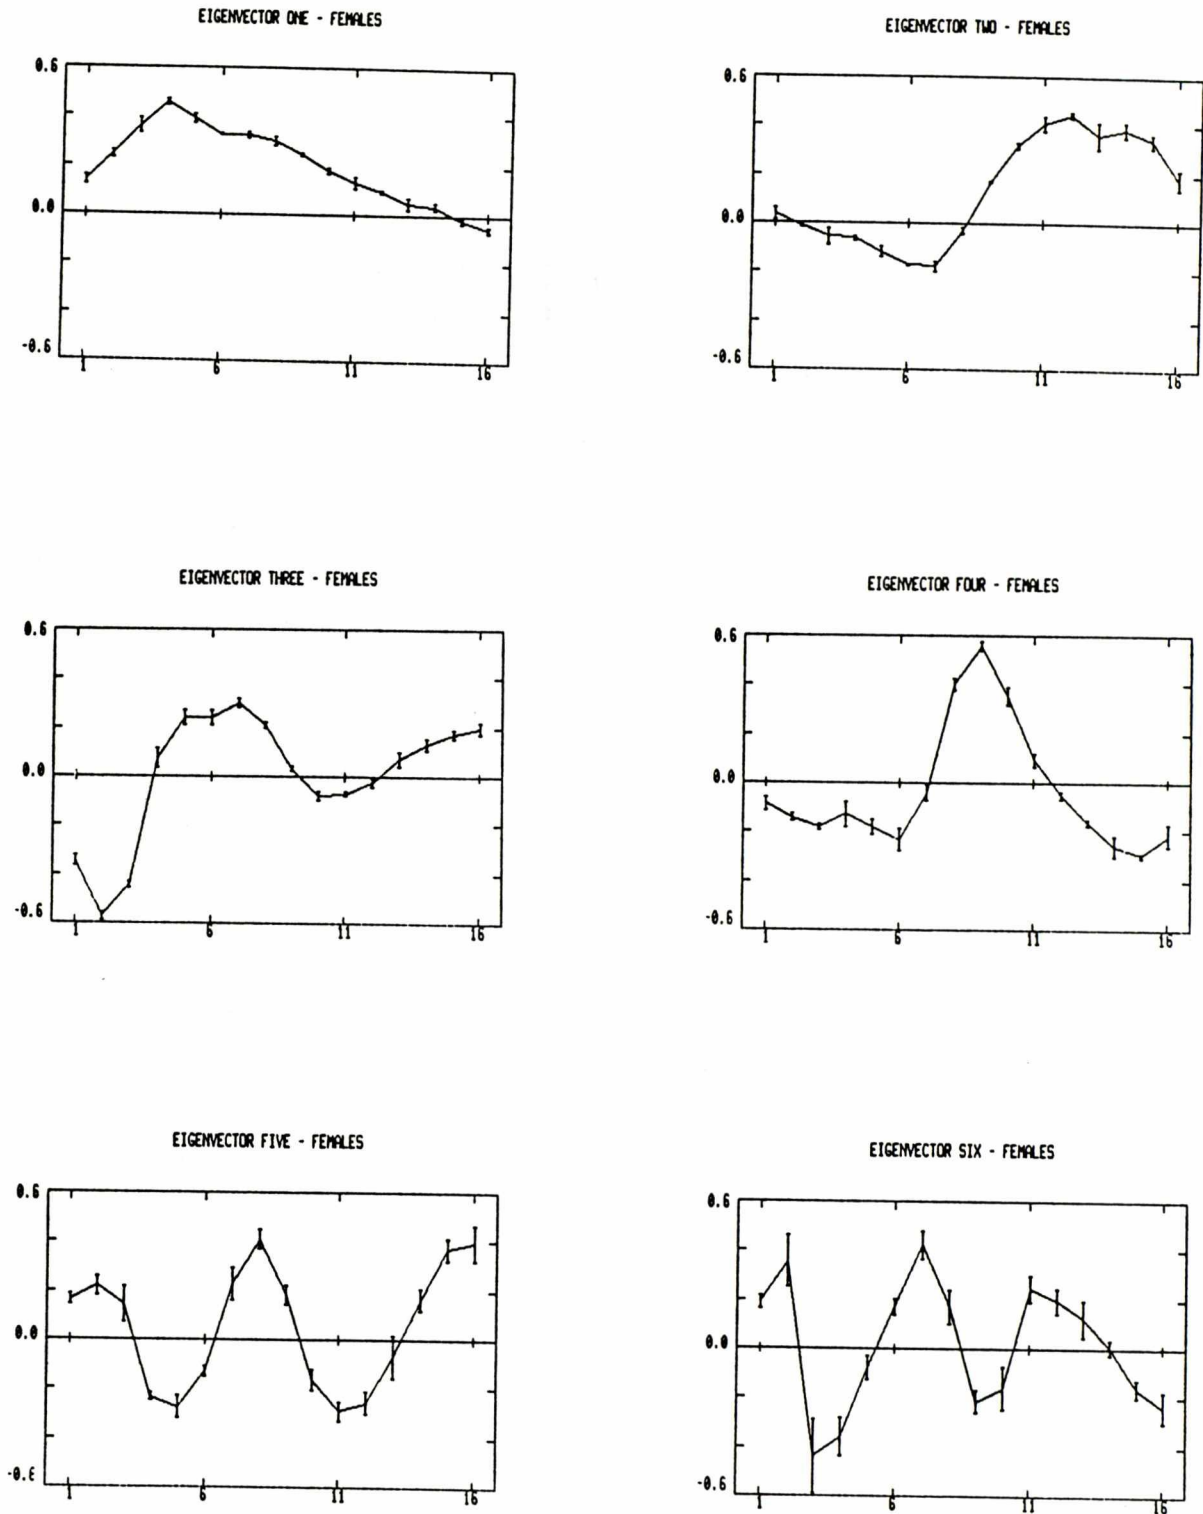 EIGENVECTOR ONE - FEMALES
0.6
0.0
-0.6
1 6 11 16
EIGENVECTOR TWO - FEMALES
0.6
0.0
-0.6
1 6 11 16
EIGENVECTOR THREE - FEMALES
0.6
0.0
-0.6
1 6 11 16
EIGENVECTOR FOUR - FEMALES
0.6
0.0
-0.6
1 6 11 16
EIGENVECTOR FIVE - FEMALES
0.6
0.0
-0.6
1 6 11 16
EIGENVECTOR SIX - FEMALES
0.6
0.0
-0.6
1 6 11 16